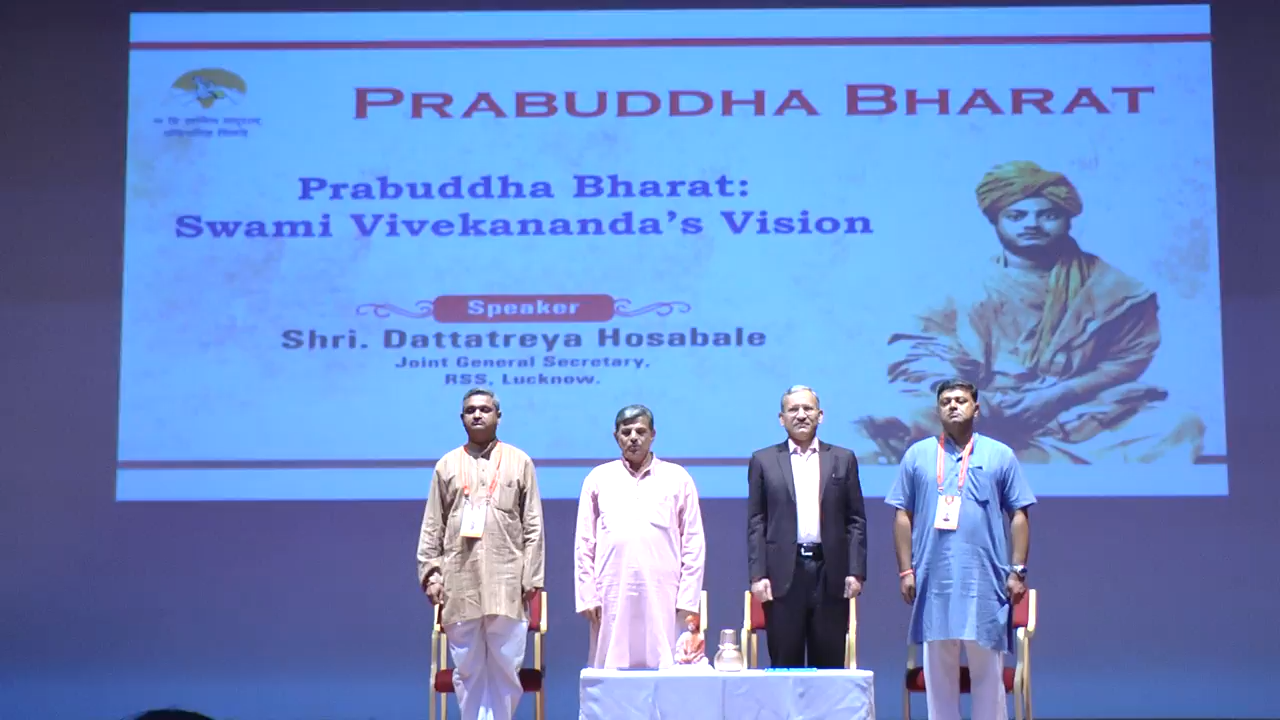 PRABUDDHA BHARAT
Prabuddha Bharat:
Swami Vivekananda's Vision
Speaker
Shri. Dattatreya Hosabale
Joint General Secretary,
RSS, Lucknow.